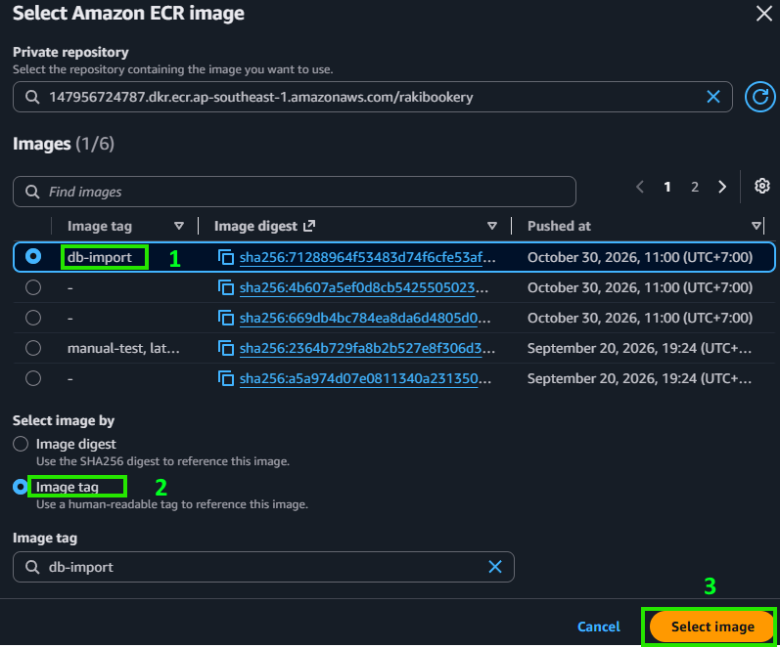 Select Amazon ECR image
Private repository
Select the repository containing the image you want to use.
147956724787.dkr.ecr.ap-southeast-1.amazonaws.com/rakibookery
Images (1/6)
Find images
1 2
Image tag Image digest Pushed at
db-import 1 sha256:71288964f53483d74f6cfe53af... October 30, 2026, 11:00 (UTC+7:00)
- sha256:4b607a5ef0d8cb5425505023... October 30, 2026, 11:00 (UTC+7:00)
- sha256:669db4bc784ea8da6d4805d0... October 30, 2026, 11:00 (UTC+7:00)
manual-test, lat... sha256:2364b729fa8b2b527e8f306d3... September 20, 2026, 19:24 (UTC+...
- sha256:a5a974d07e0811340a231350... September 20, 2026, 19:24 (UTC+...
Select image by
Image digest
Use the SHA256 digest to reference this image.
Image tag 2
Use a human-readable tag to reference this image.
Image tag
db-import
3
Cancel Select image